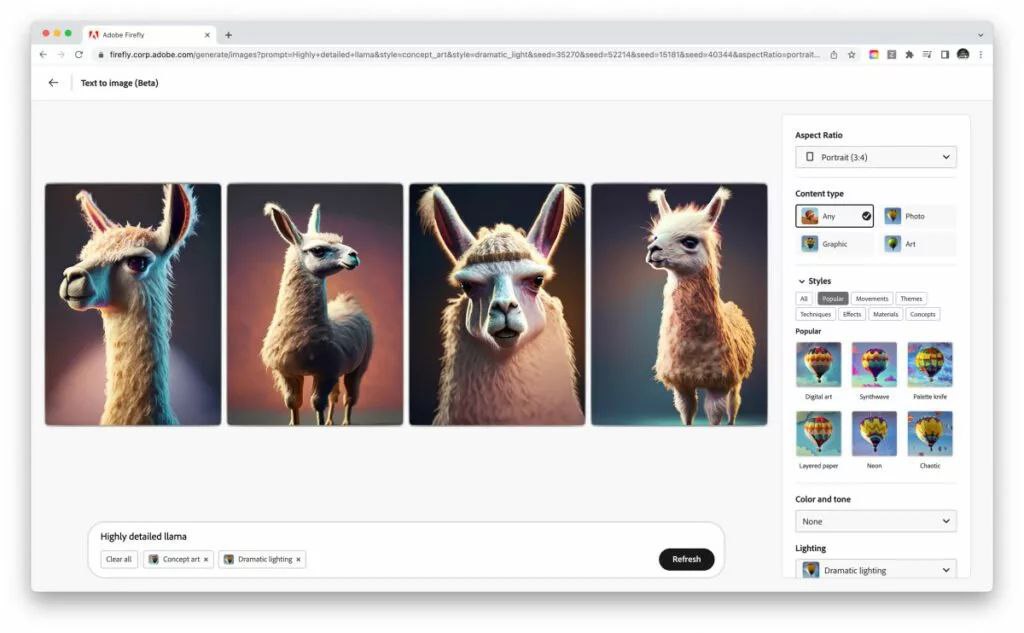 Adobe Firefly
firefly.corp.adobe.com/generate/images?prompt=Highly+detailed+llama&style=concept_art&style=dramatic_light&seed=35270&seed=52214&seed=15181&seed=40344&aspectRatio=portrait...
Text to image (Beta)
Aspect Ratio
Portrait (3:4)
Content type
Any
Photo
Graphic
Art
Styles
All Popular Movements Themes
Techniques Effects Materials Concepts
Popular
Digital art Synthwave Palette knife
Layered paper Neon Chaotic
Color and tone
None
Lighting
Dramatic lighting
Highly detailed llama
Clear all Concept art × Dramatic lighting ×
Refresh